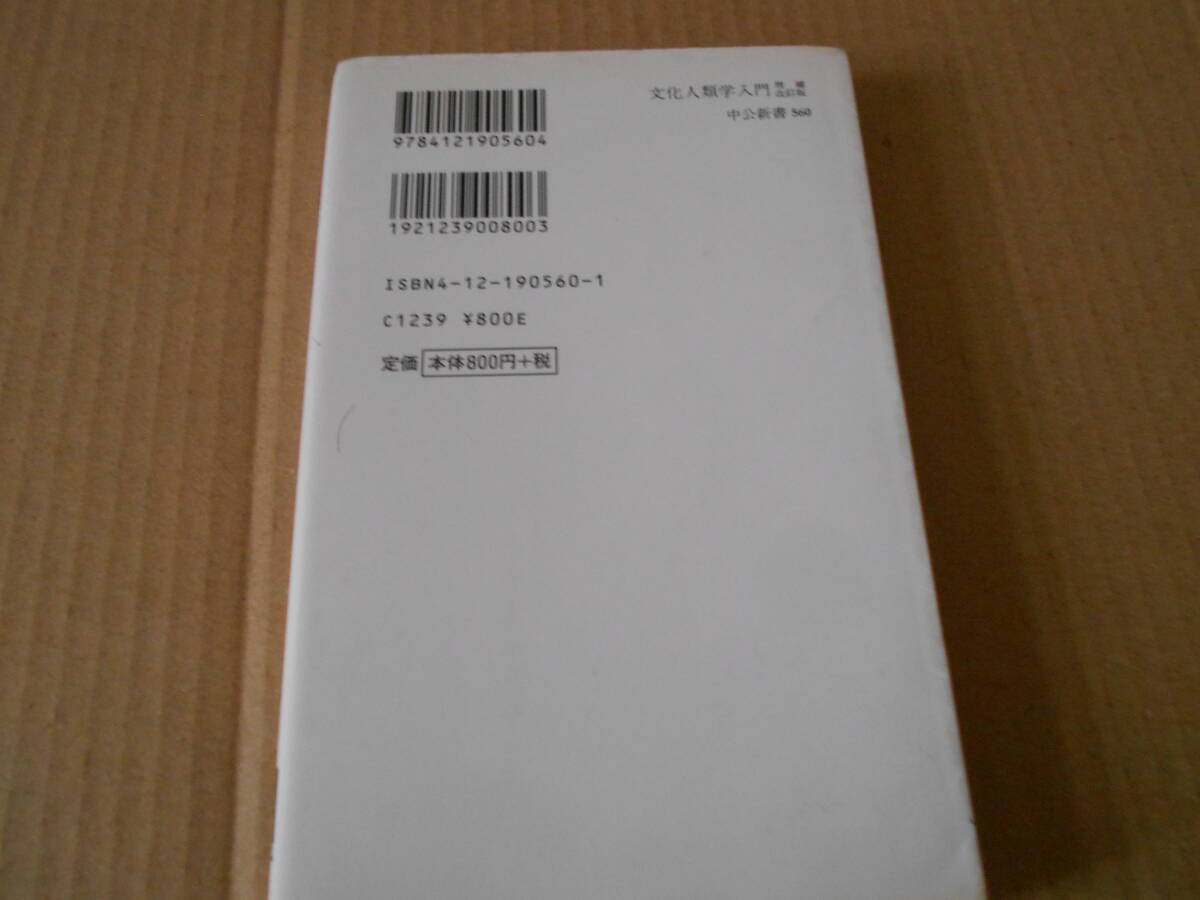 9784121905604
文化人類学入門 増補改訂版
中公新書 560
1921239008003
ISBN4-12-190560-1
C1239 ¥800E
定価 本体800円+税